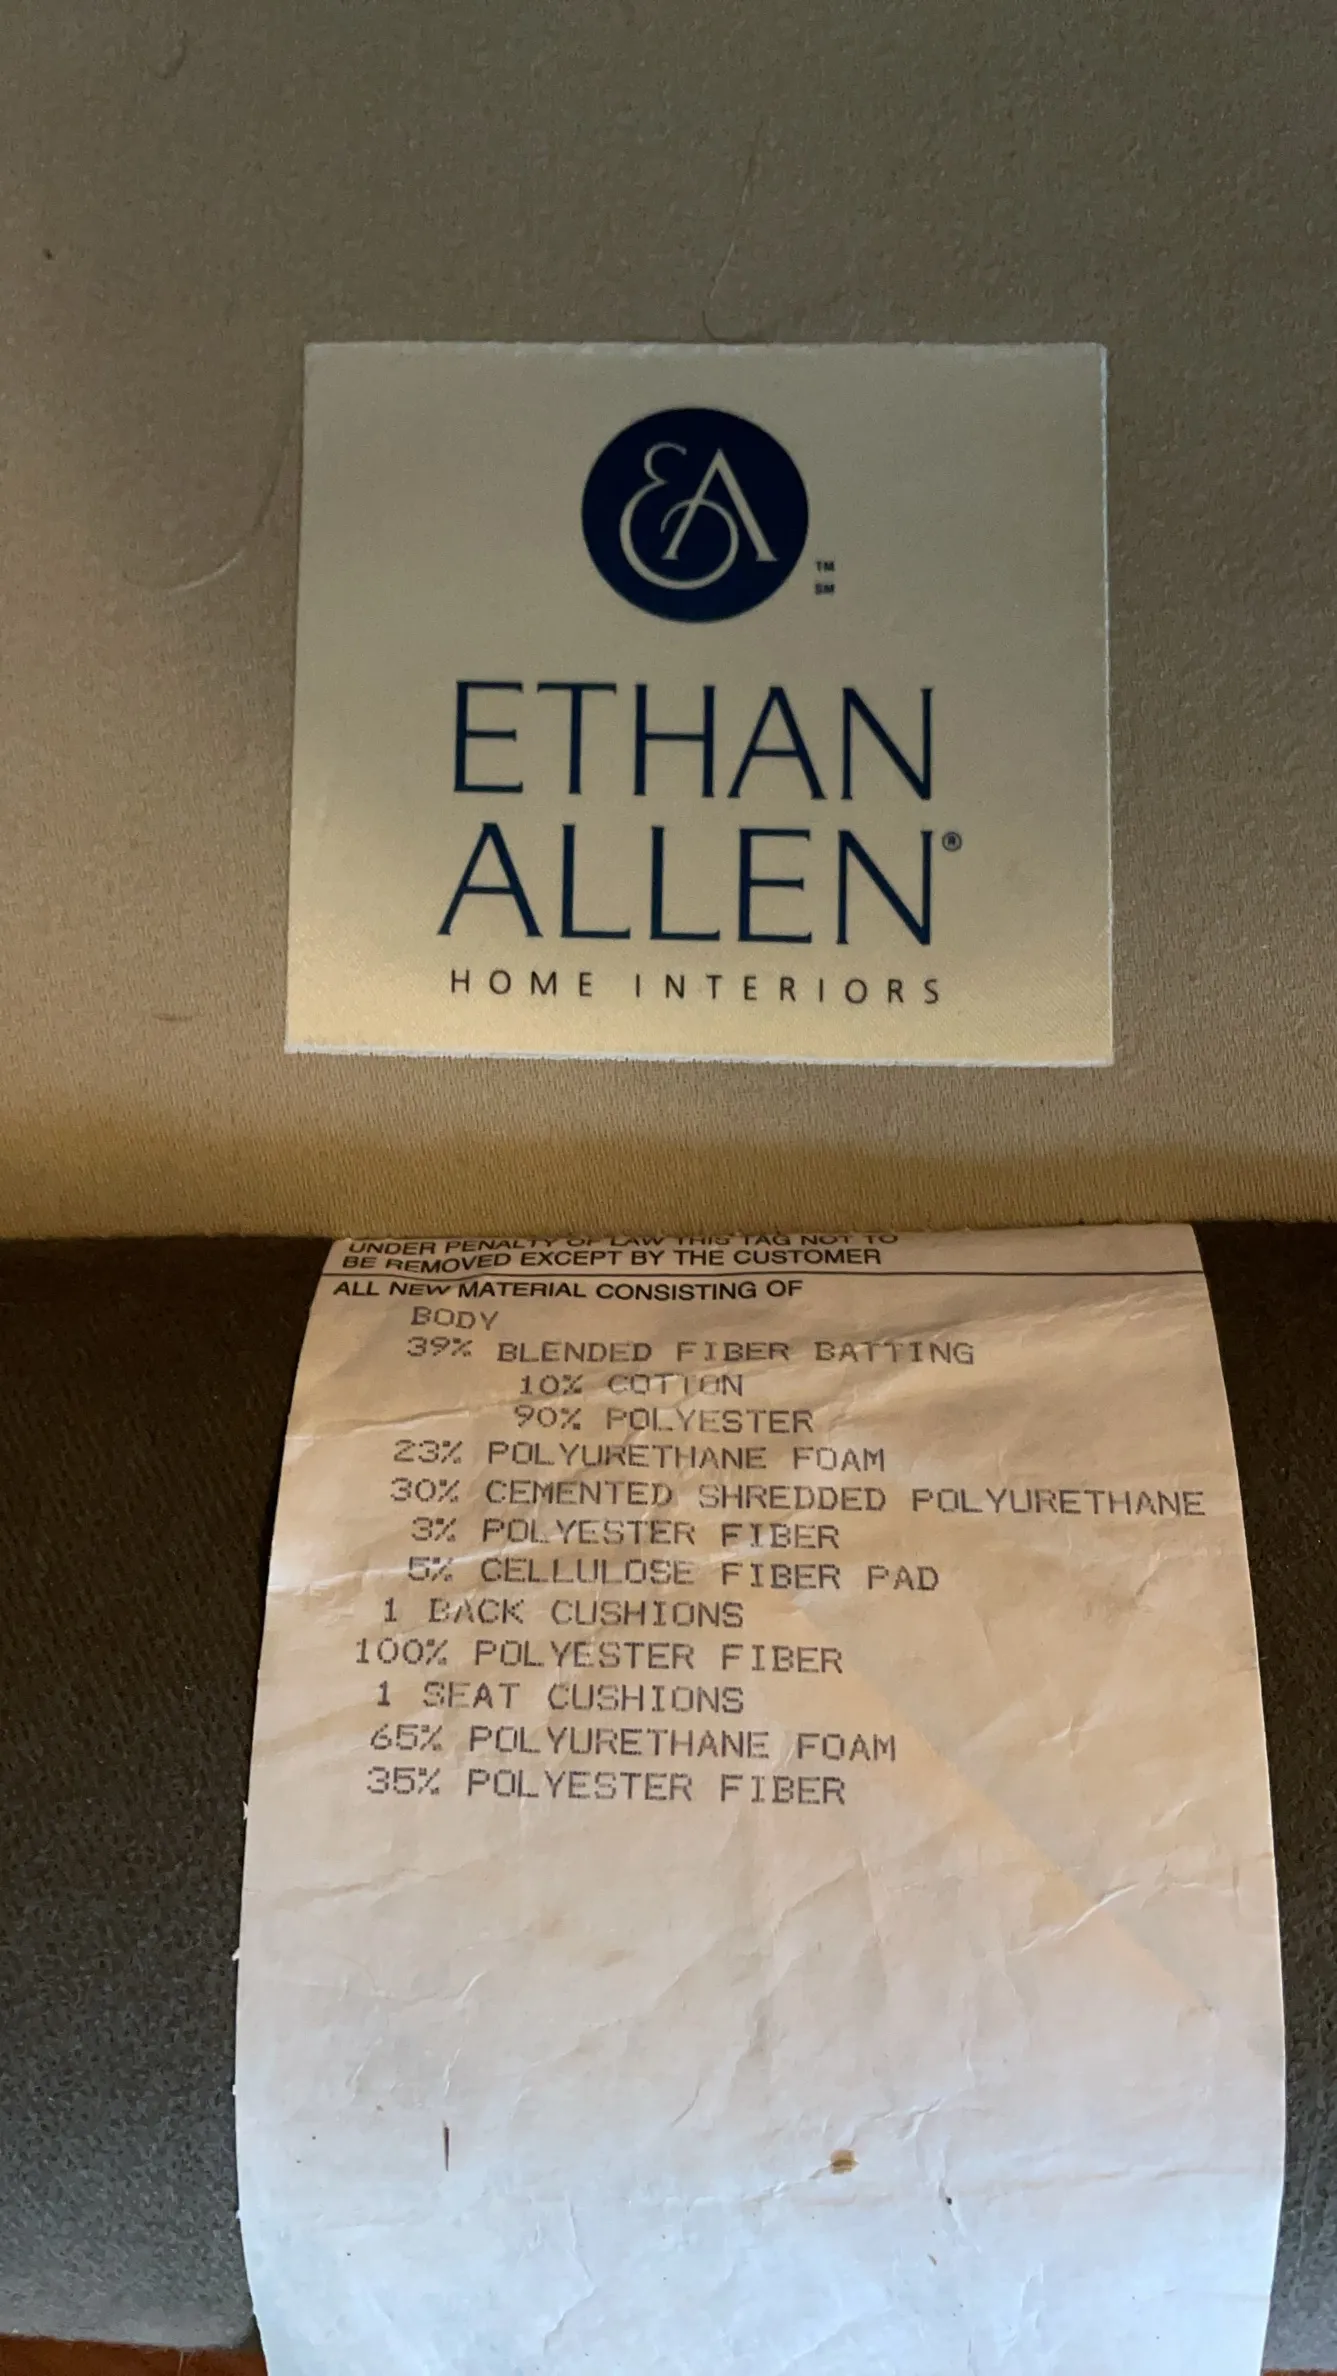 EA
TM
SM
ETHAN
ALLEN®
HOME INTERIORS
UNDER PENALTY OF LAW THIS TAG NOT TO
BE REMOVED EXCEPT BY THE CUSTOMER
ALL NEW MATERIAL CONSISTING OF
BODY
39% BLENDED FIBER BATTING
10% COTTON
90% POLYESTER
23% POLYURETHANE FOAM
30% CEMENTED SHREDDED POLYURETHANE
3% POLYESTER FIBER
5% CELLULOSE FIBER PAD
1 BACK CUSHIONS
100% POLYESTER FIBER
1 SEAT CUSHIONS
65% POLYURETHANE FOAM
35% POLYESTER FIBER